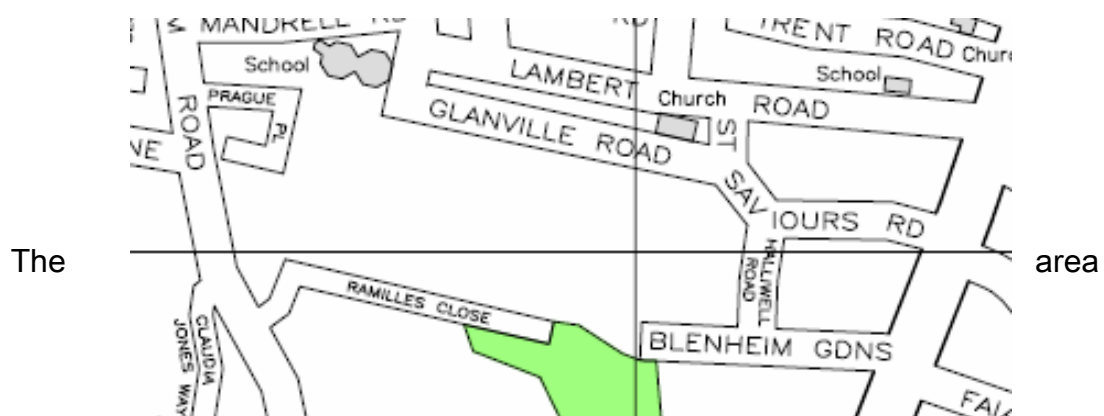 MANDRELL RD
TRENT ROAD
School
LAMBERT ROAD
School
PRAGUE PL
Church
GLANVILLE ROAD
ROAD
ST SAVIOURS RD
The
area
HALLIWELL ROAD
RAMILLES CLOSE
CLAUDIA JONES WAY
BLENHEIM GDNS